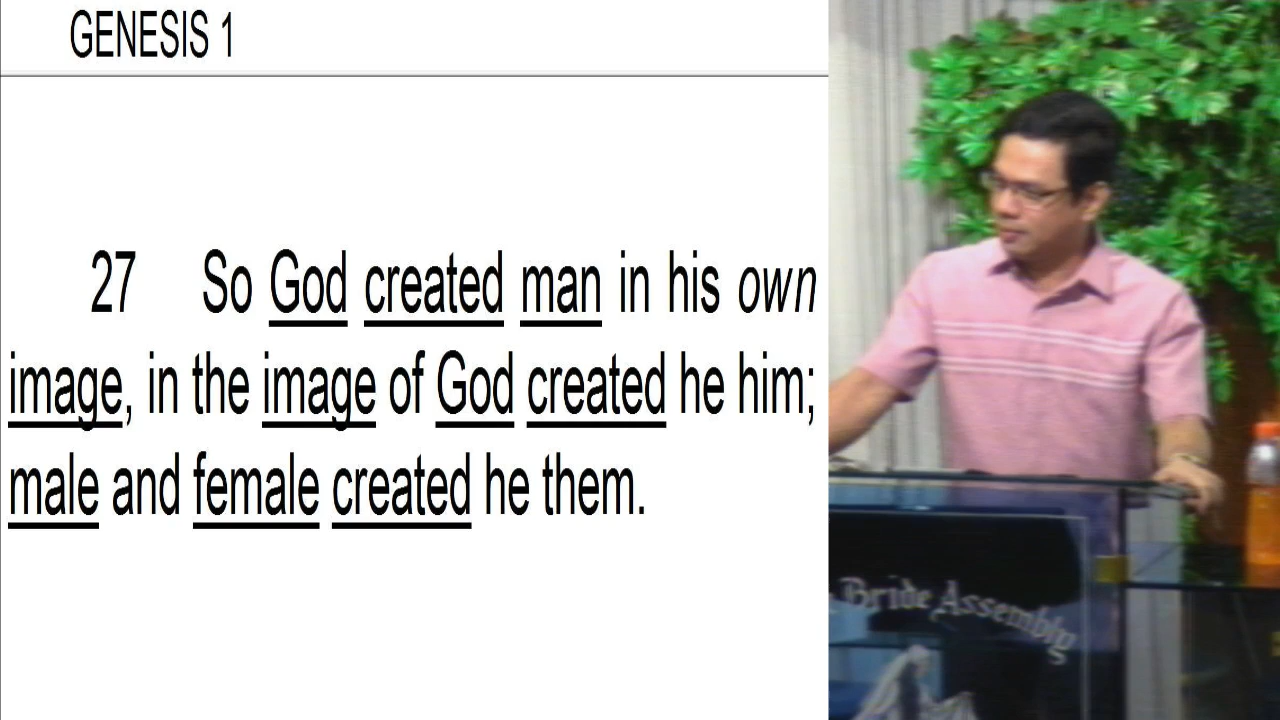 GENESIS 1
27 So God created man in his own
image, in the image of God created he him;
male and female created he them.
Bride Assembly